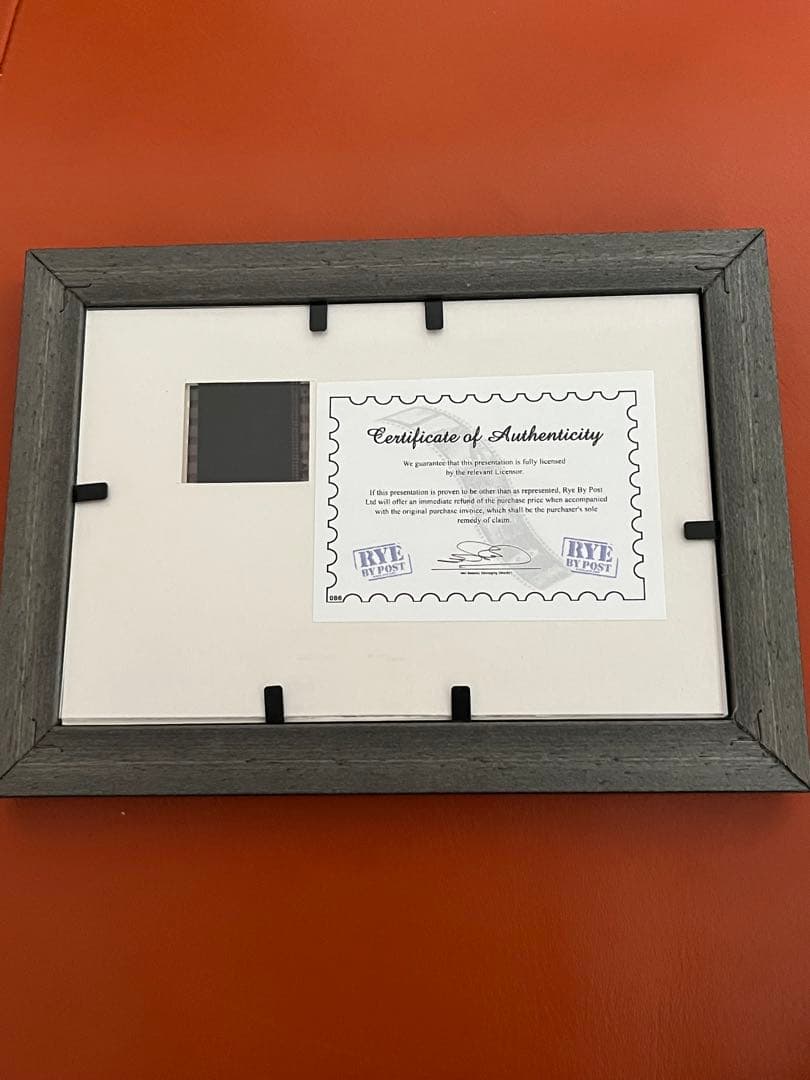 Certificate of Authenticity
We guarantee that this presentation is fully licensed
by the relevant Licensor.
If this presentation is proven to be other than as represented, Rye By Post
Ltd will offer an immediate refund of the purchase price when accompanied
with the original purchase invoice, which shall be the purchaser's sole
remedy of claim.
RYE
BY POST
Managing Director
RYE
BY POST
086